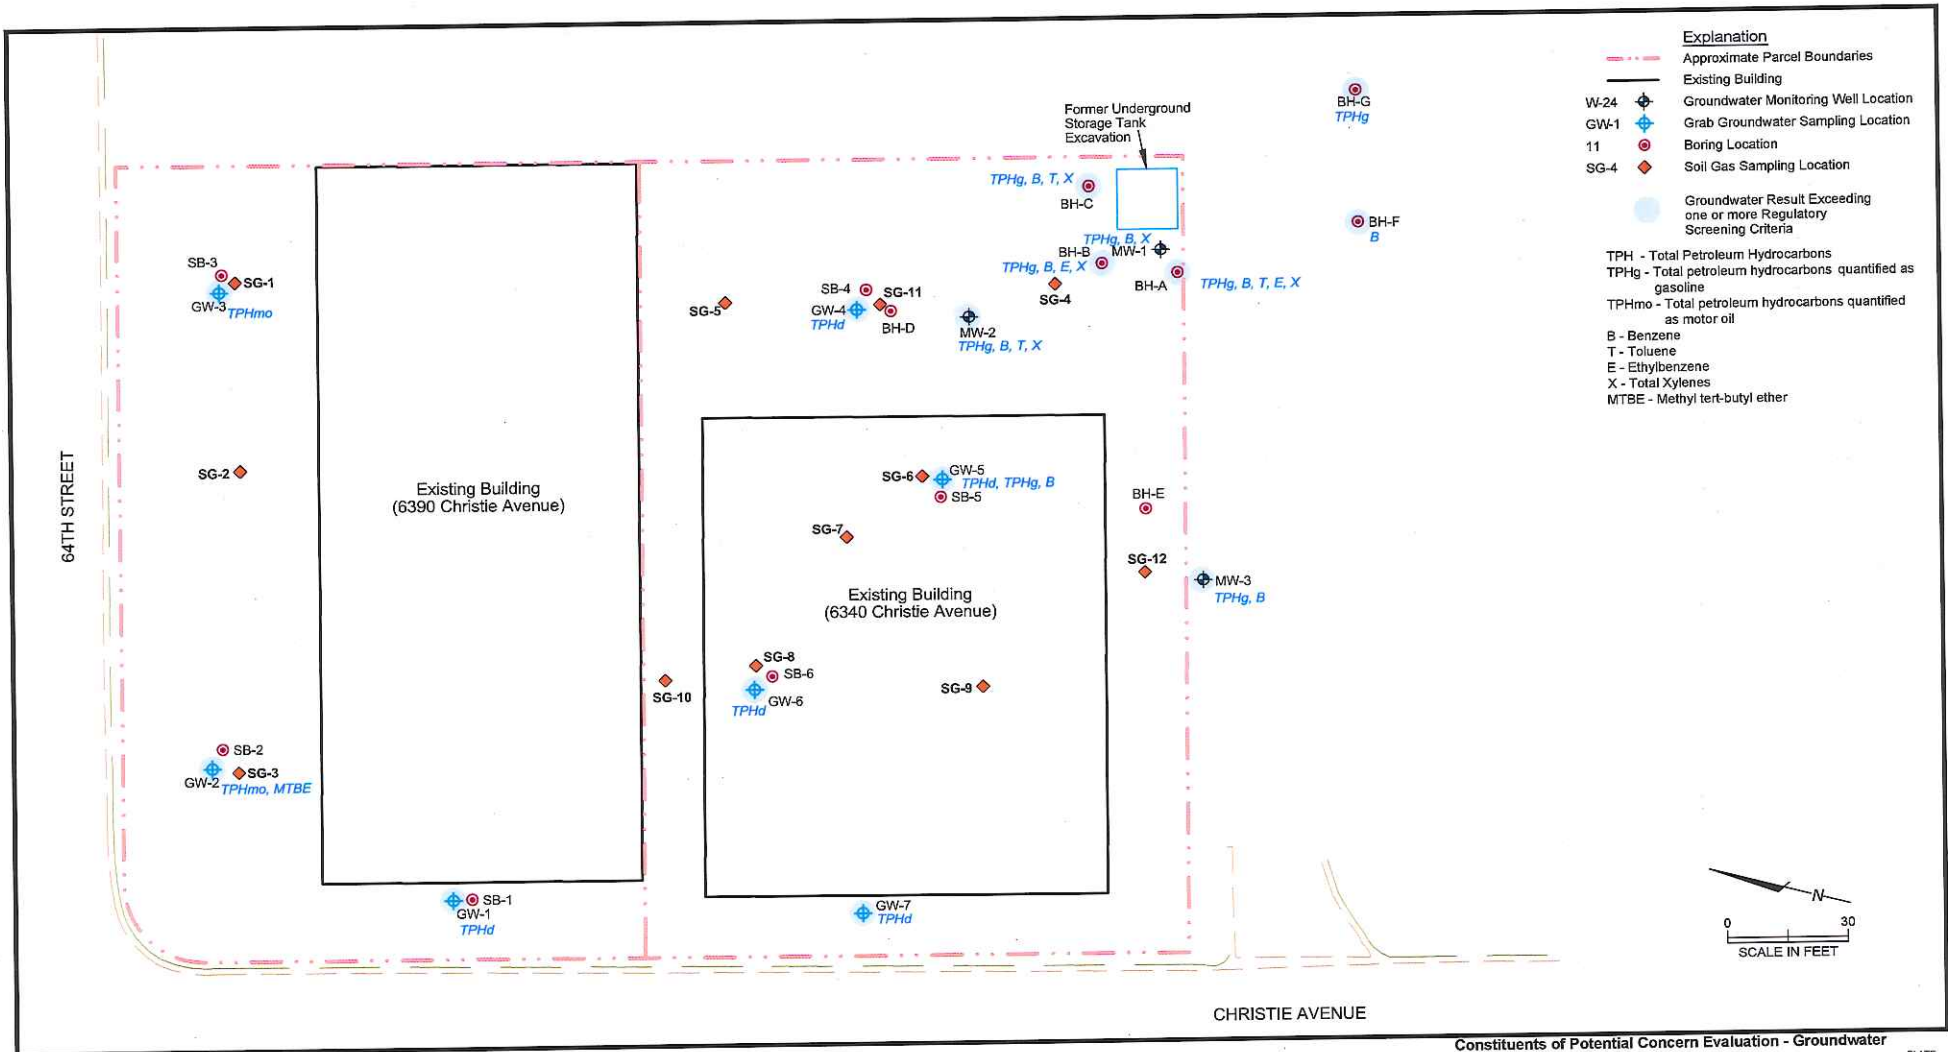 Explanation
Approximate Parcel Boundaries
Existing Building
W-24 Groundwater Monitoring Well Location
GW-1 Grab Groundwater Sampling Location
11 Boring Location
SG-4 Soil Gas Sampling Location
Groundwater Result Exceeding
one or more Regulatory
Screening Criteria
TPH - Total Petroleum Hydrocarbons
TPHg - Total petroleum hydrocarbons quantified as
gasoline
TPHmo - Total petroleum hydrocarbons quantified
as motor oil
B - Benzene
T - Toluene
E - Ethylbenzene
X - Total Xylenes
MTBE - Methyl tert-butyl ether
BH-G
TPHg
Former Underground
Storage Tank
Excavation
TPHg, B, T, X
BH-C
BH-F
B
TPHg, B, X
BH-B
MW-1
TPHg, B, E, X
BH-A
TPHg, B, T, E, X
SG-4
SB-3
SG-1
GW-3
TPHmo
SG-5
SB-4
SG-11
GW-4
TPHd
BH-D
MW-2
TPHg, B, T, X
SG-2
64TH STREET
Existing Building
(6390 Christie Avenue)
SG-6
GW-5
TPHd, TPHg, B
SB-5
SG-7
BH-E
SG-12
MW-3
TPHg, B
Existing Building
(6340 Christie Avenue)
SG-8
SB-6
GW-6
TPHd
SG-9
SG-10
SB-2
GW-2
SG-3
TPHmo, MTBE
SB-1
GW-1
TPHd
GW-7
TPHd
N
0 30
SCALE IN FEET
CHRISTIE AVENUE
Constituents of Potential Concern Evaluation - Groundwater